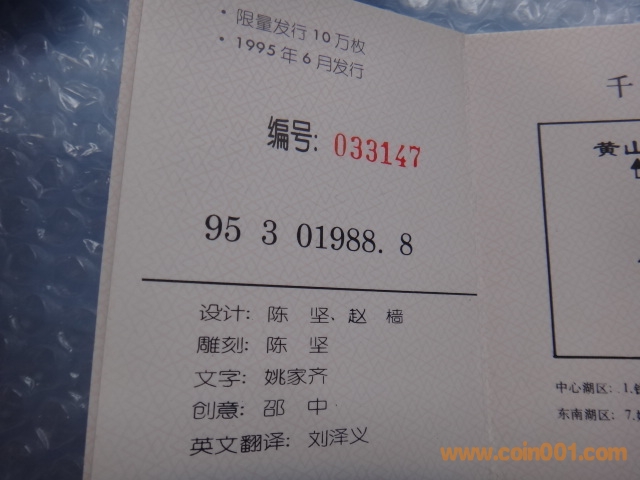 · 限量发行10万枚
· 1995年6月发行
编号: 033147
95 3 01988. 8
设计: 陈 坚、赵 樯
雕刻: 陈 坚
文字: 姚家齐
创意: 邵 中
英文翻译: 刘泽义
千
黄山
中心湖区: 1.
东南湖区: 7.
www.coin001.com